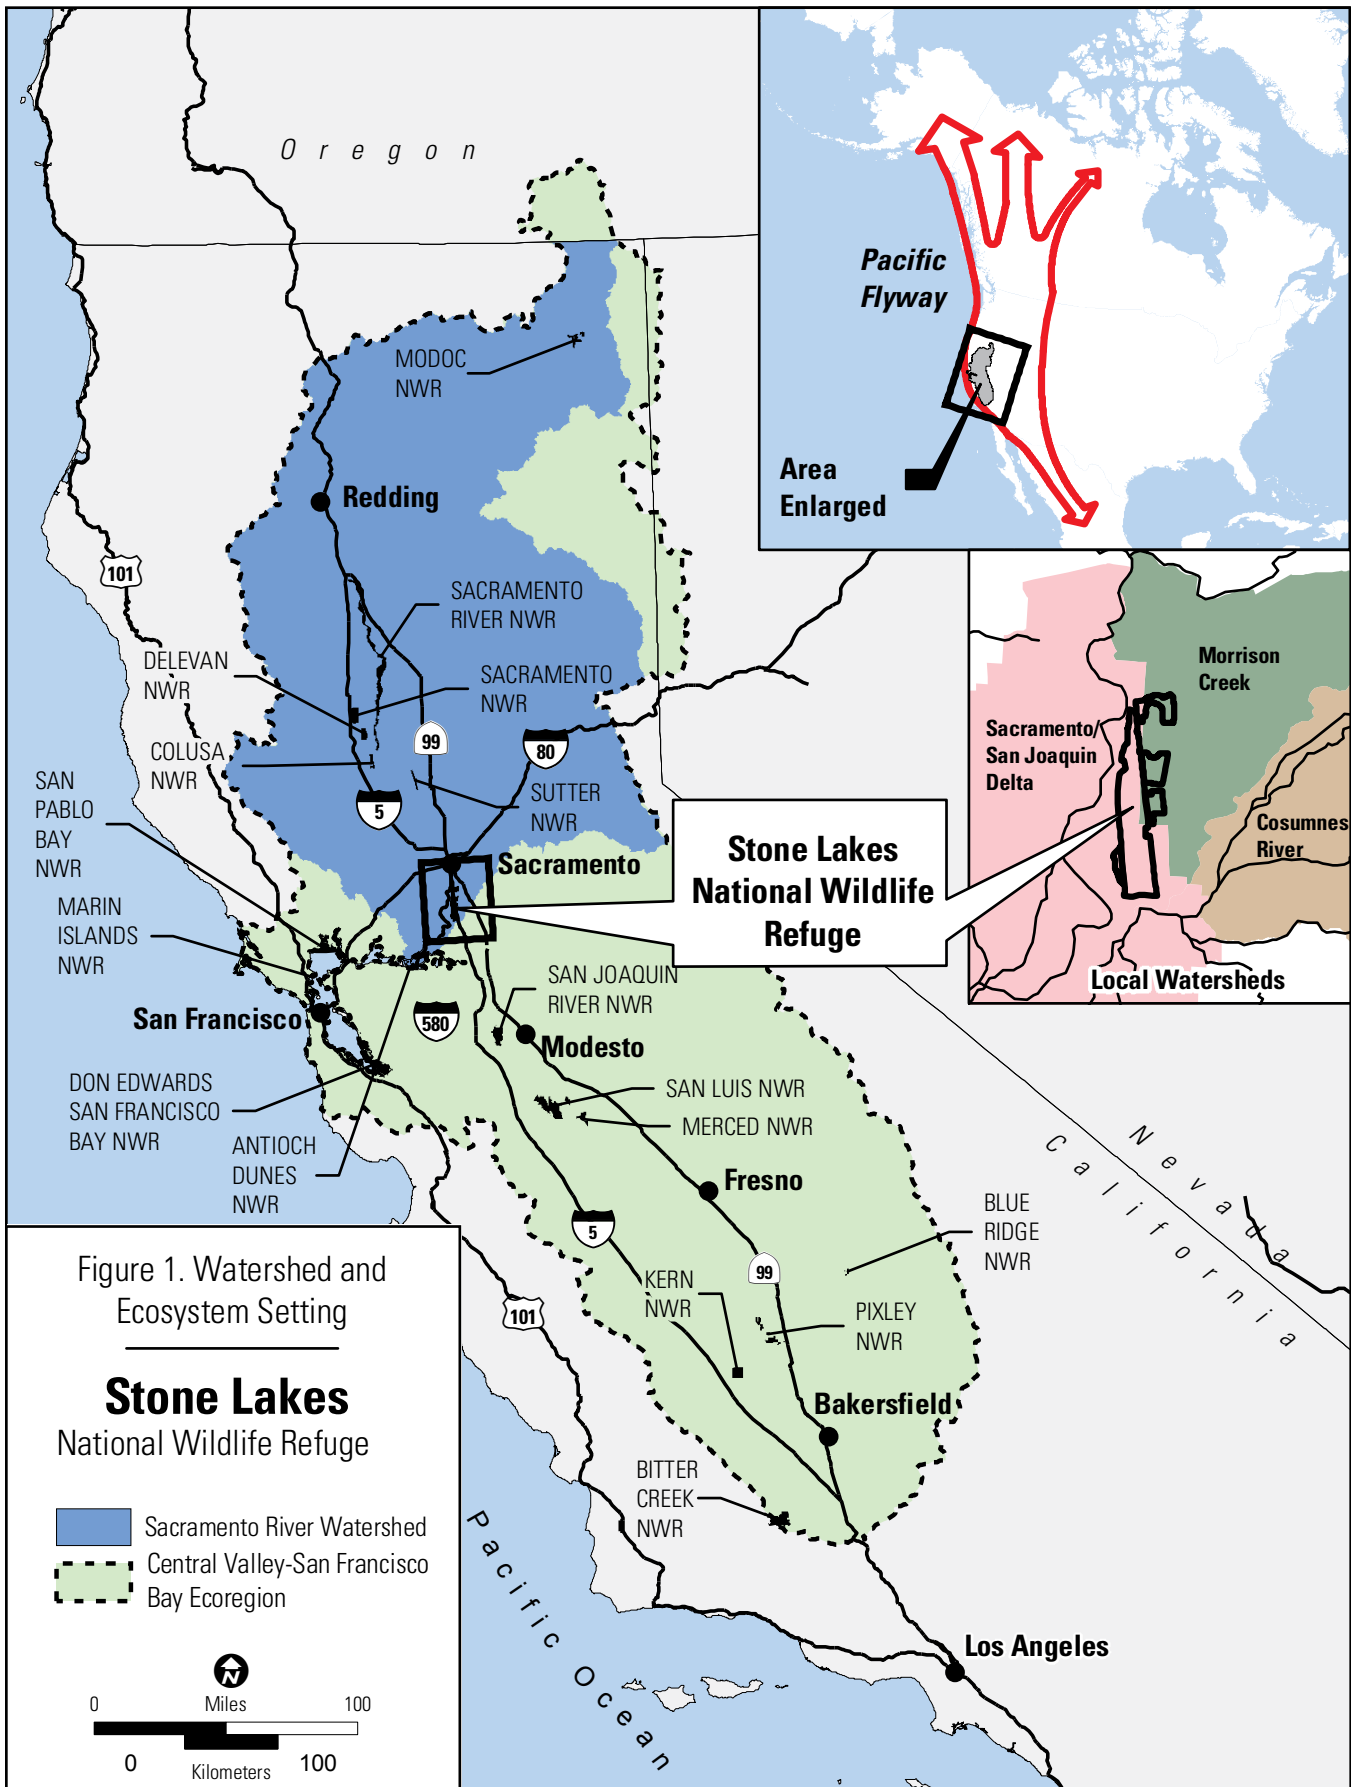 Oregon
Pacific
Flyway
Area
Enlarged
MODOC
NWR
Redding
101
SACRAMENTO
RIVER NWR
DELEVAN
NWR
SACRAMENTO
NWR
99
80
COLUSA
NWR
5
SUTTER
NWR
SAN
PABLO
BAY
NWR
Sacramento
Stone Lakes
National Wildlife
Refuge
Morrison
Creek
Sacramento/
San Joaquin
Delta
Cosumnes
River
Local Watersheds
MARIN
ISLANDS
NWR
San Francisco
580
SAN JOAQUIN
RIVER NWR
Modesto
DON EDWARDS
SAN FRANCISCO
BAY NWR
SAN LUIS NWR
MERCED NWR
ANTIOCH
DUNES
NWR
Fresno
Nevada
California
5
99
BLUE
RIDGE
NWR
KERN
NWR
PIXLEY
NWR
101
Bakersfield
BITTER
CREEK
NWR
Pacific Ocean
Los Angeles
Figure 1. Watershed and
Ecosystem Setting
Stone Lakes
National Wildlife Refuge
Sacramento River Watershed
Central Valley-San Francisco
Bay Ecoregion
N
0 Miles 100
0 Kilometers 100